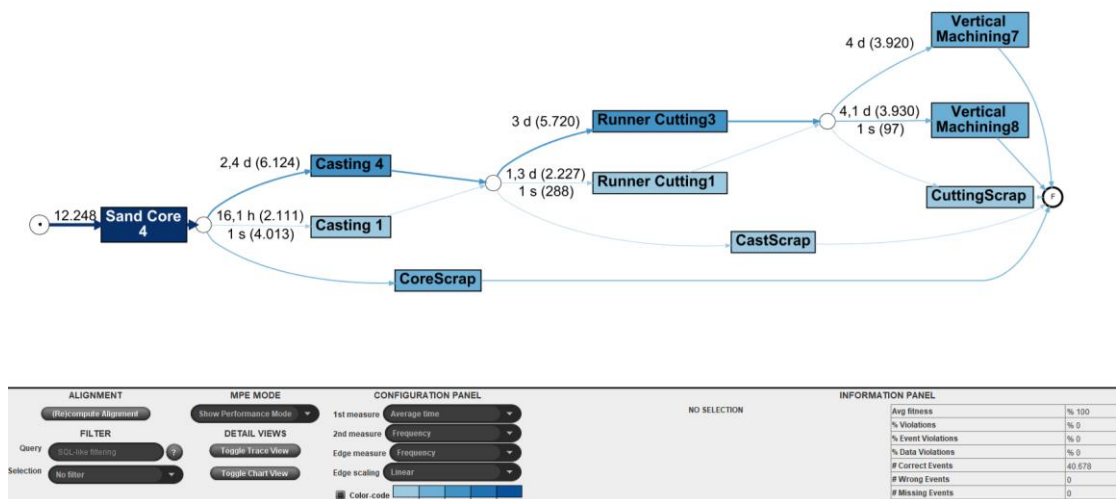 Vertical
Machining7
4 d (3.920)
3 d (5.720)
Runner Cutting3
4,1 d (3.930)
1 s (97)
Vertical
Machining8
2,4 d (6.124)
Casting 4
1,3 d (2.227)
1 s (288)
Runner Cutting1
CuttingScrap
F
12.248
Sand Core
4
16,1 h (2.111)
1 s (4.013)
Casting 1
CastScrap
CoreScrap
ALIGNMENT
(Re)compute Alignment
FILTER
Query
SQL-like filtering
?
Selection
No filter
MPE MODE
Show Performance Mode
DETAIL VIEWS
Toggle Trace View
Toggle Chart View
CONFIGURATION PANEL
1st measure
Average time
2nd measure
Frequency
Edge measure
Frequency
Edge scaling
Linear
Color-code
NO SELECTION
INFORMATION PANEL
Avg fitness % 100
% Violations % 0
% Event Violations % 0
% Data Violations % 0
# Correct Events 40.678
# Wrong Events 0
# Missing Events 0